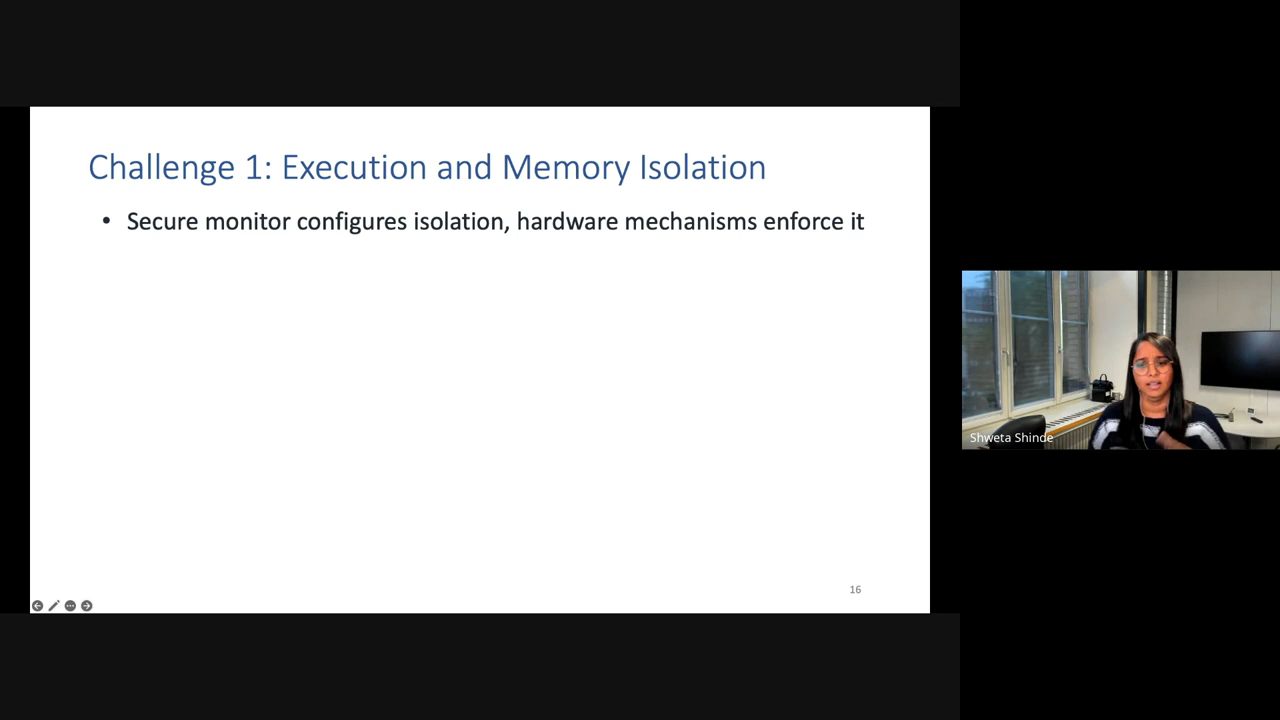 Challenge 1: Execution and Memory Isolation
• Secure monitor configures isolation, hardware mechanisms enforce it
16
Shweta Shinde